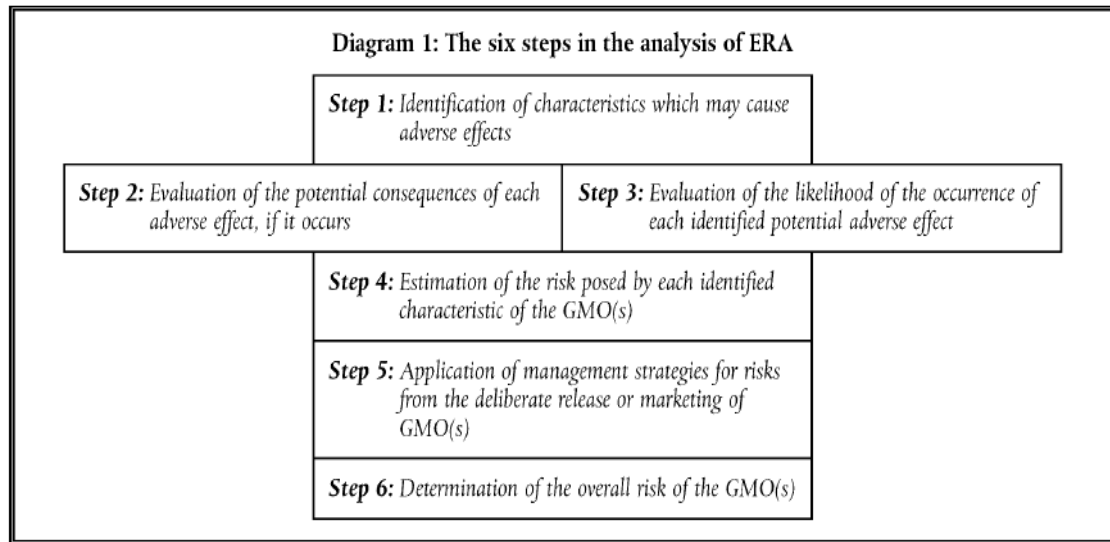 Diagram 1: The six steps in the analysis of ERA
Step 1: Identification of characteristics which may cause
adverse effects
Step 2: Evaluation of the potential consequences of each
adverse effect, if it occurs
Step 3: Evaluation of the likelihood of the occurrence of
each identified potential adverse effect
Step 4: Estimation of the risk posed by each identified
characteristic of the GMO(s)
Step 5: Application of management strategies for risks
from the deliberate release or marketing of
GMO(s)
Step 6: Determination of the overall risk of the GMO(s)